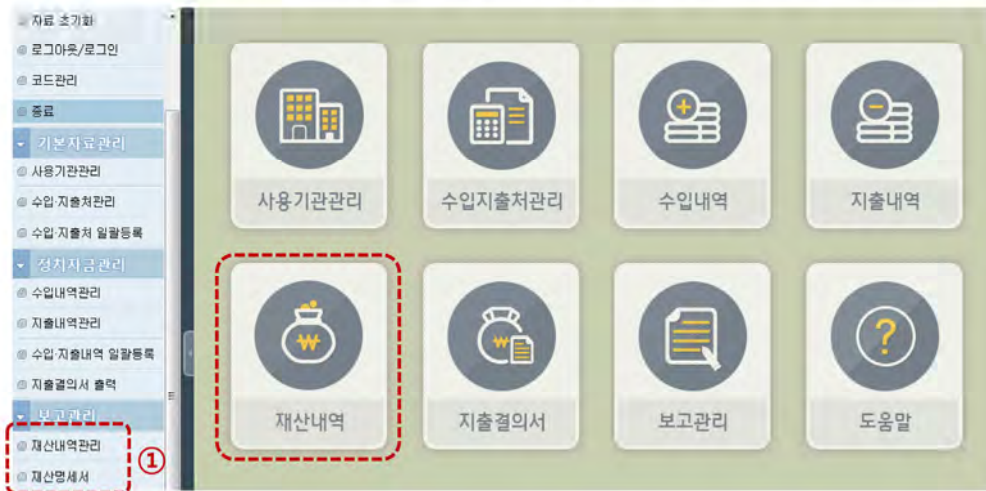 자료 초기화
로그아웃/로그인
코드관리
종료
기본자료관리
사용기관관리
수입·지출처관리
수입·지출처 일괄등록
정치자금관리
수입내역관리
지출내역관리
수입·지출내역 일괄등록
지출결의서 출력
보고관리
재산내역관리
재산명세서
①
사용기관관리
수입지출처관리
수입내역
지출내역
재산내역
지출결의서
보고관리
도움말